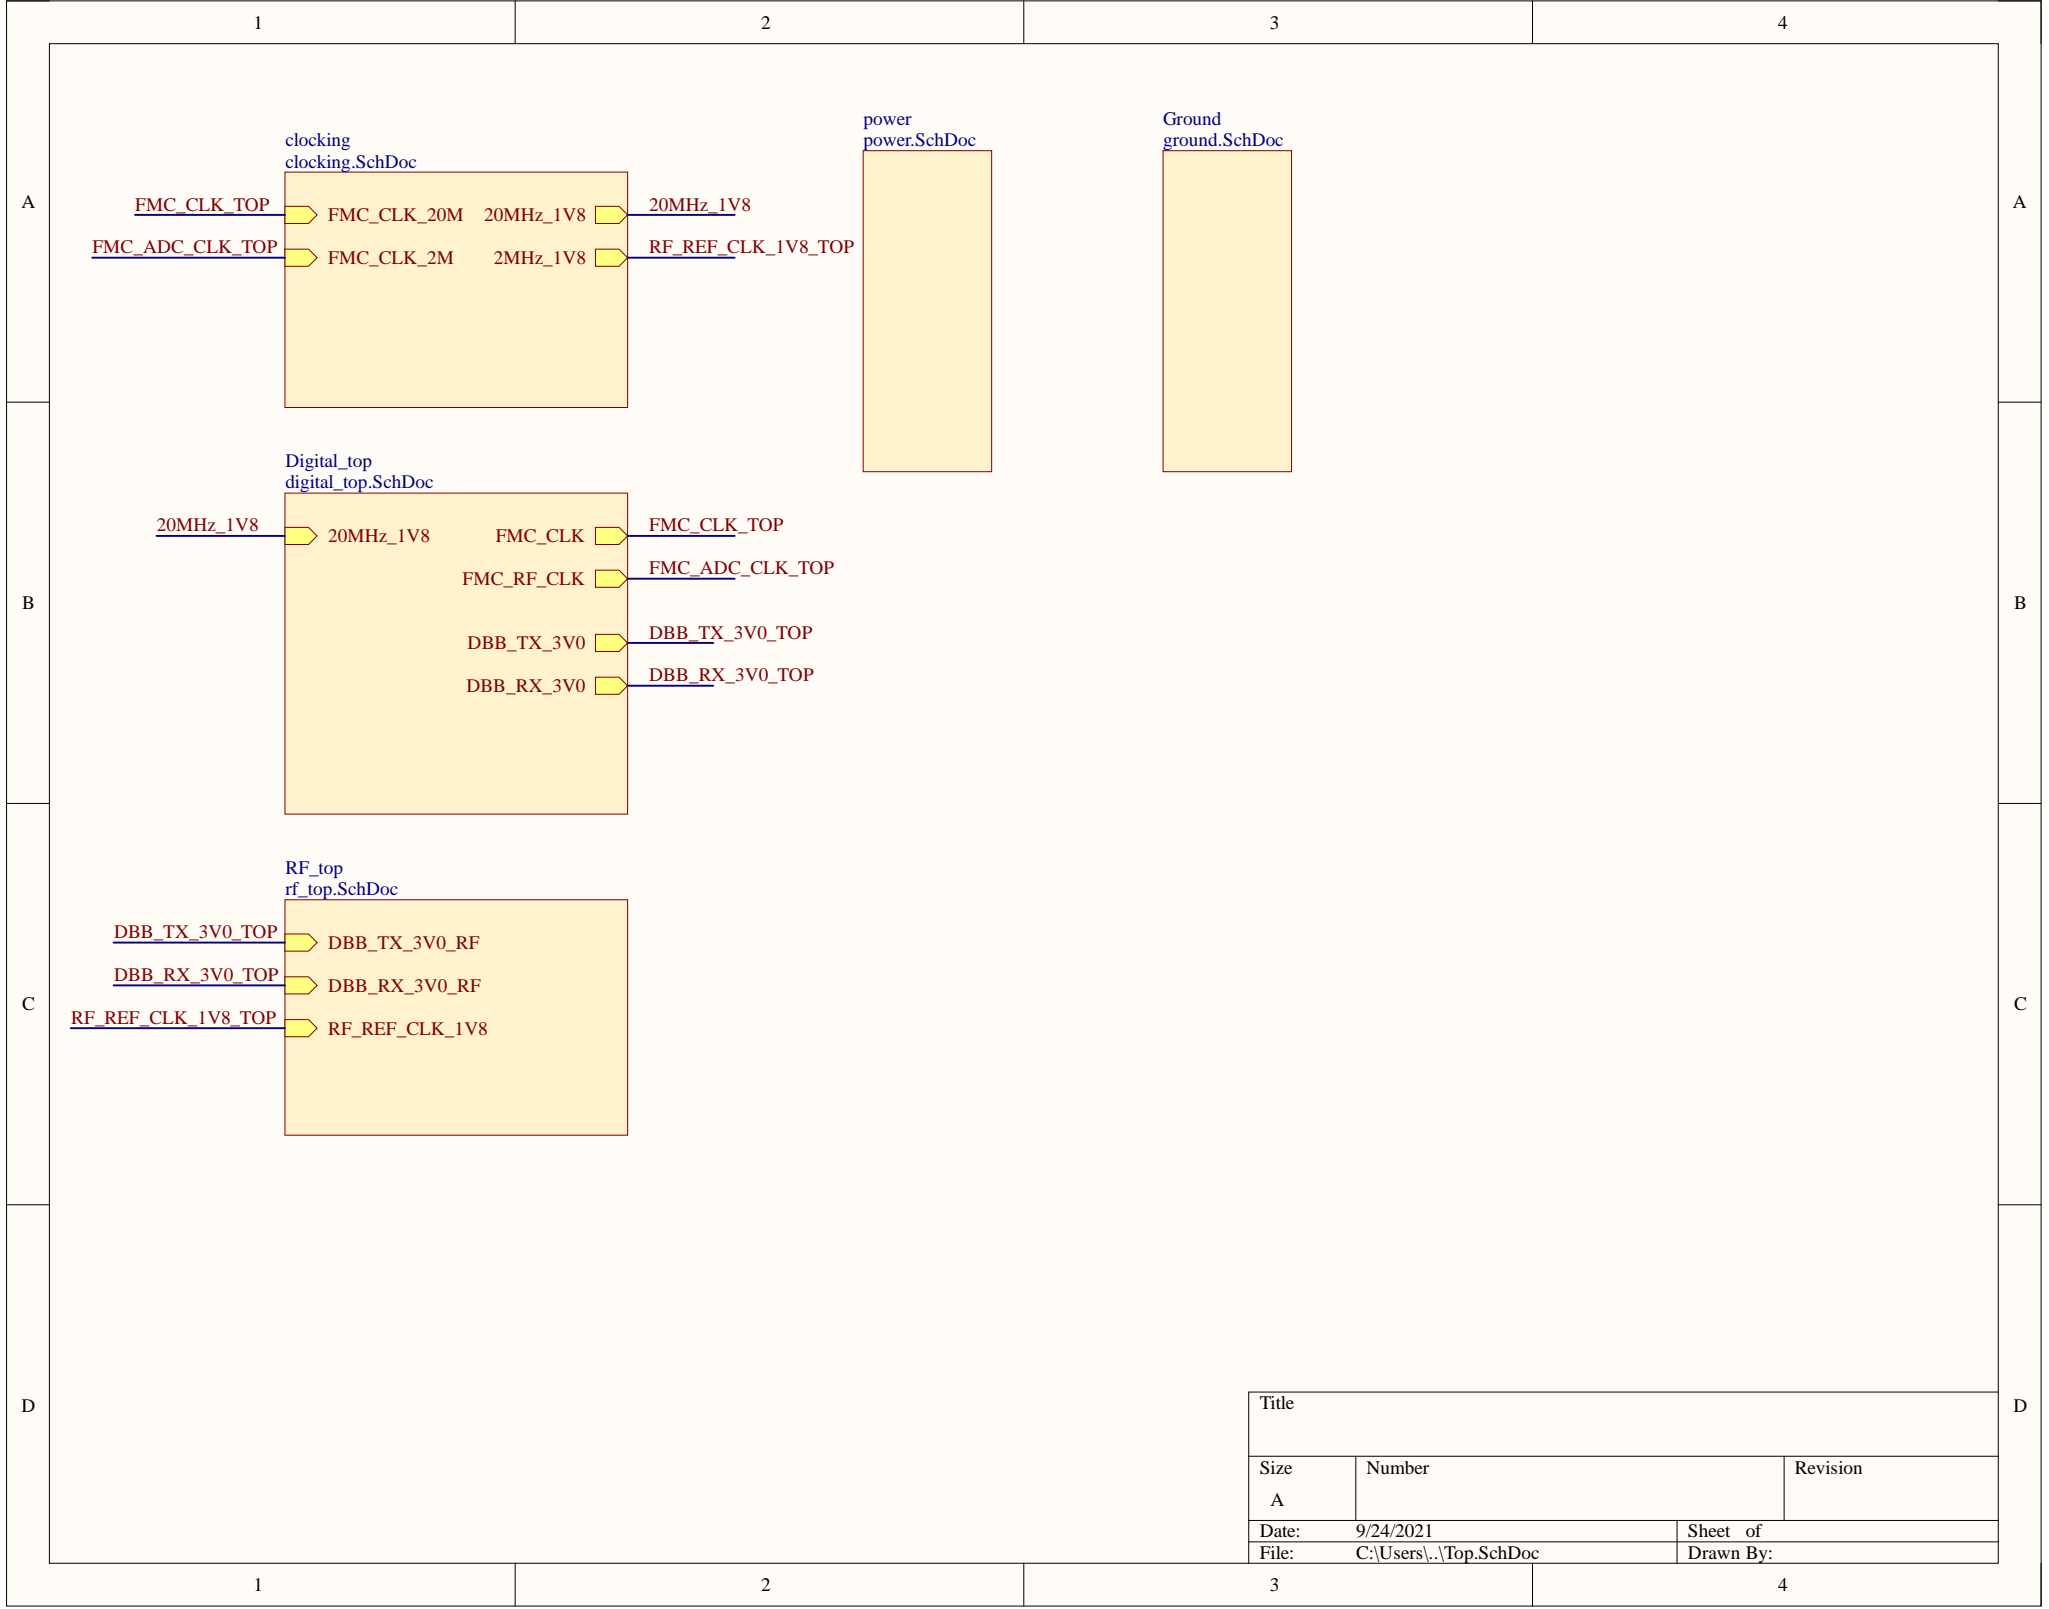 1 2 3 4
A A
B B
C C
D D
clocking
clocking.SchDoc
FMC_CLK_TOP FMC_CLK_20M 20MHz_1V8 20MHz_1V8
FMC_ADC_CLK_TOP FMC_CLK_2M 2MHz_1V8 RF_REF_CLK_1V8_TOP
power
power.SchDoc
Ground
ground.SchDoc
Digital_top
digital_top.SchDoc
20MHz_1V8 20MHz_1V8 FMC_CLK FMC_CLK_TOP
FMC_RF_CLK FMC_ADC_CLK_TOP
DBB_TX_3V0 DBB_TX_3V0_TOP
DBB_RX_3V0 DBB_RX_3V0_TOP
RF_top
rf_top.SchDoc
DBB_TX_3V0_TOP DBB_TX_3V0_RF
DBB_RX_3V0_TOP DBB_RX_3V0_RF
RF_REF_CLK_1V8_TOP RF_REF_CLK_1V8
Title
Size Number Revision
A
Date: 9/24/2021 Sheet of
File: C:\Users\..\Top.SchDoc Drawn By:
1 2 3 4